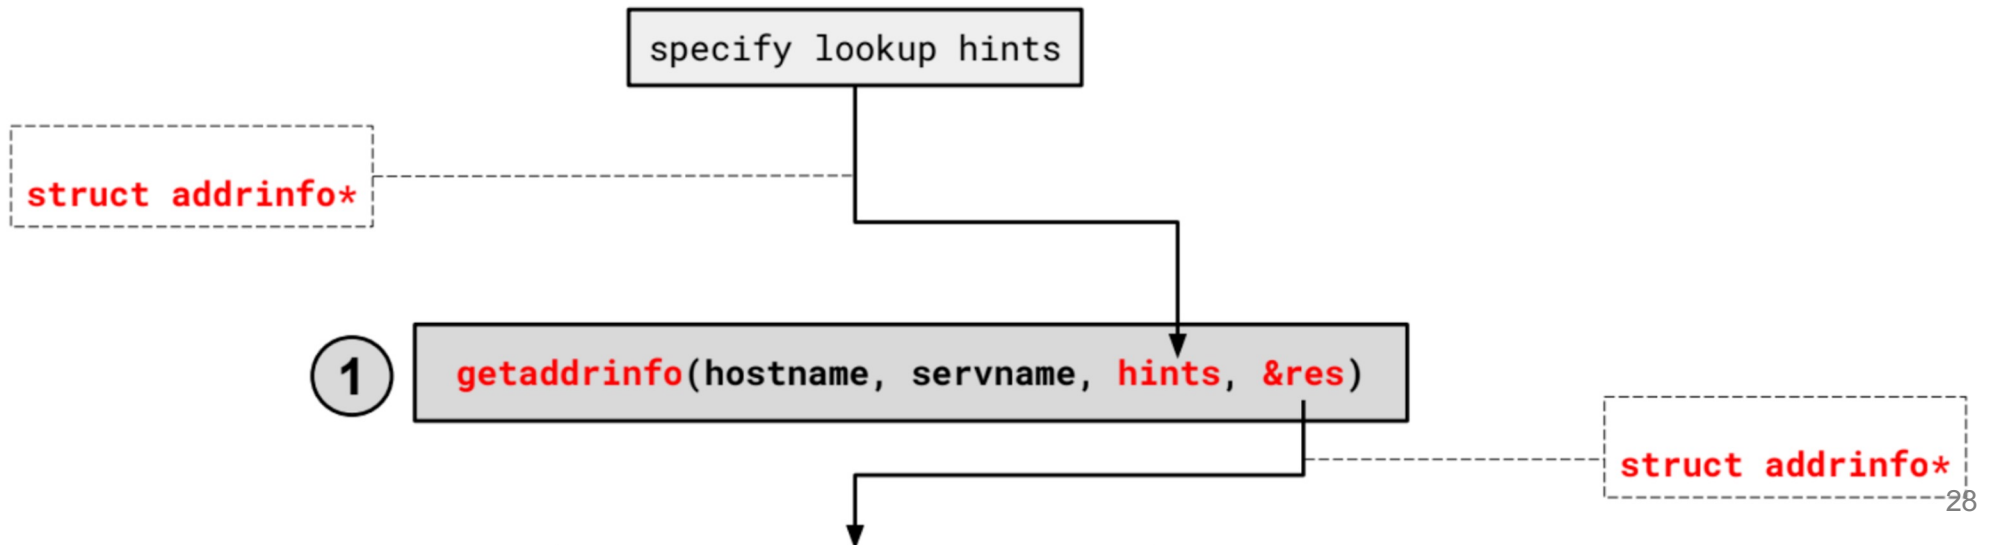 specify lookup hints
struct addrinfo*
1
getaddrinfo(hostname, servname, hints, &res)
struct addrinfo*
28